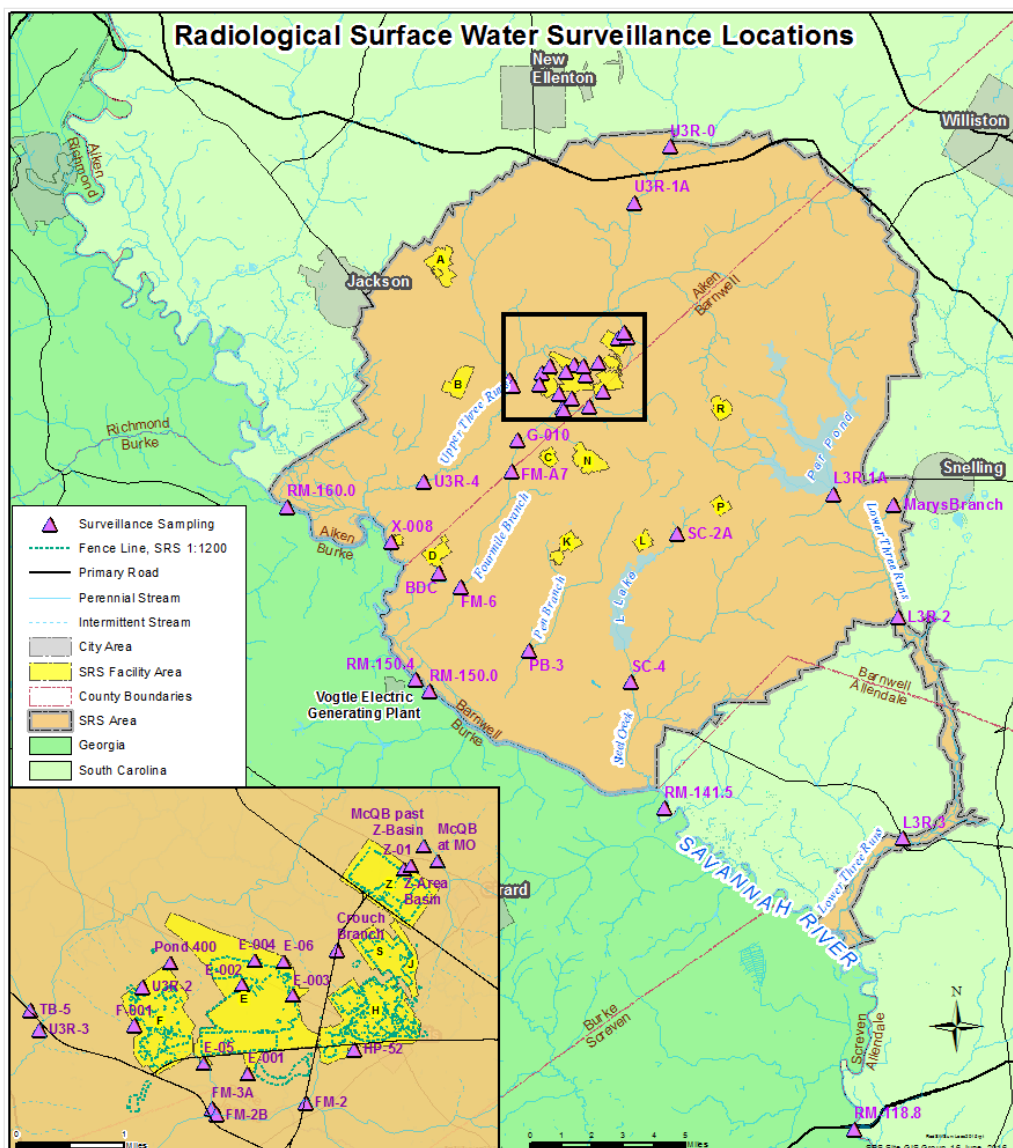 Radiological Surface Water Surveillance Locations
New
Ellenton
Williston
U3R-0
Aiken
Richmond
U3R-1A
A
Jackson
Aiken
Barnwell
B
Upper Three Runs
R
Richmond
Burke
G-010
C
N
Par Pond
Snelling
FM-A7
U3R-4
L3R-1A
RM-160.0
MarysBranch
P
Aiken
Burke
X-008
SC-2A
K
L
D
Fourmile Branch
Lower Three Runs
BDC
FM-6
L Lake
Pen Branch
L3R-2
PB-3
RM-150.4
RM-150.0
SC-4
Vogtle Electric
Generating Plant
Barnwell
Burke
Barnwell
Allendale
Steel Creek
RM-141.5
L3R-3
SAVANNAH RIVER
Lower Three Runs
Burke
Screven
Screven
Allendale
N
RM-118.8
Surveillance Sampling
Fence Line, SRS 1:1200
Primary Road
Perennial Stream
Intermittent Stream
City Area
SRS Facility Area
County Boundaries
SRS Area
Georgia
South Carolina
McQB past
Z-Basin
McQB
at MO
Z-01
Z
Z-Area
Basin
Crouch
Branch
S
J
Pond 400
E-004
E-06
E-002
E-003
U3R-2
E
TB-5
F-001
F
H
U3R-3
E-05
E-001
HP-52
FM-3A
FM-2B
FM-2
0
1
Miles
0
1
2
3
4
5
Miles